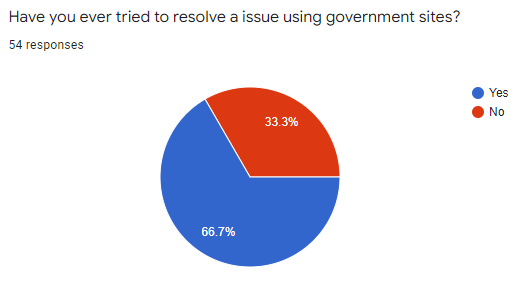 Have you ever tried to resolve a issue using government sites?
54 responses
Yes
No
33.3%
66.7%